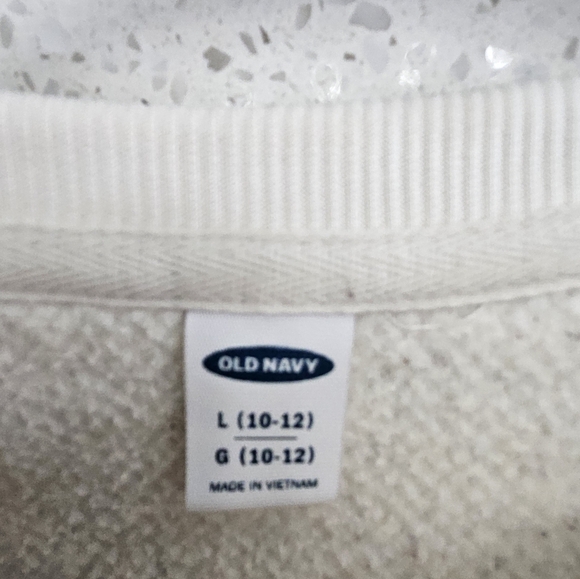 OLD NAVY
L (10-12)
G (10-12)
MADE IN VIETNAM